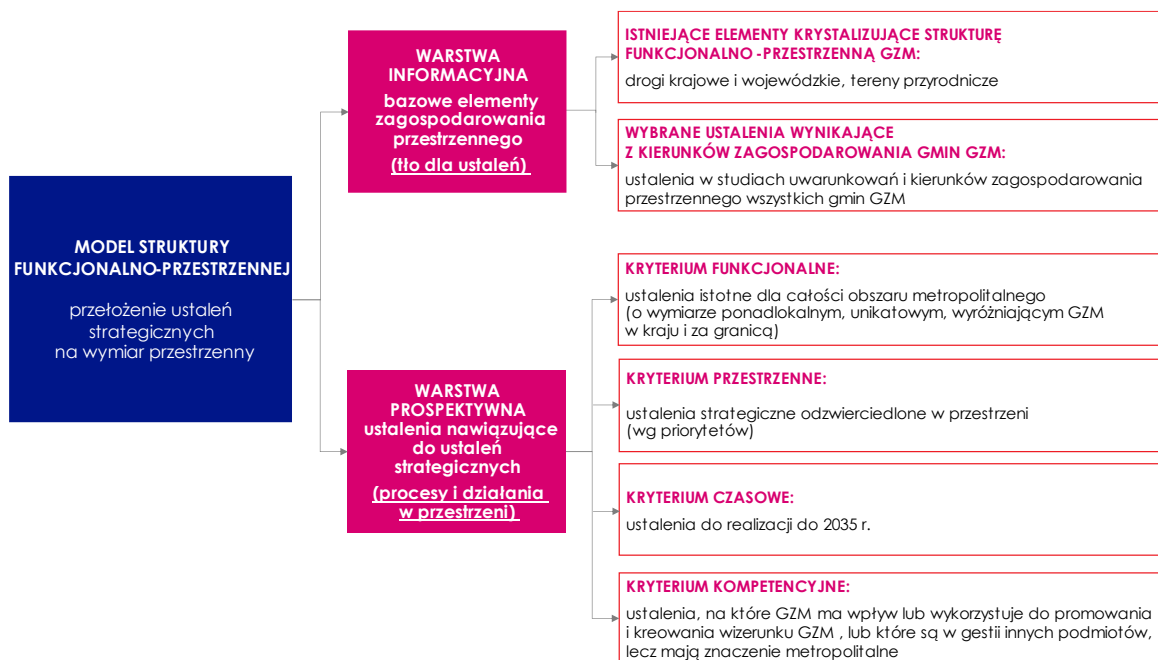 MODEL STRUKTURY
FUNKCJONALNO-PRZESTRZENNEJ
przełożenie ustaleń
strategicznych
na wymiar przestrzenny
WARSTWA
INFORMACYJNA
bazowe elementy
zagospodarowania
przestrzennego
(tło dla ustaleń)
ISTNIEJĄCE ELEMENTY KRYSTALIZUJĄCE STRUKTURĘ
FUNKCJONALNO -PRZESTRZENNĄ GZM:
drogi krajowe i wojewódzkie, tereny przyrodnicze
WYBRANE USTALENIA WYNIKAJĄCE
Z KIERUNKÓW ZAGOSPODAROWANIA GMIN GZM:
ustalenia w studiach uwarunkowań i kierunków zagospodarowania
przestrzennego wszystkich gmin GZM
WARSTWA
PROSPEKTYWNA
ustalenia nawiązujące
do ustaleń
strategicznych
(procesy i działania
w przestrzeni)
KRYTERIUM FUNKCJONALNE:
ustalenia istotne dla całości obszaru metropolitalnego
(o wymiarze ponadlokalnym, unikatowym, wyróżniającym GZM
w kraju i za granicą)
KRYTERIUM PRZESTRZENNE:
ustalenia strategiczne odzwierciedlone w przestrzeni
(wg priorytetów)
KRYTERIUM CZASOWE:
ustalenia do realizacji do 2035 r.
KRYTERIUM KOMPETENCYJNE:
ustalenia, na które GZM ma wpływ lub wykorzystuje do promowania
i kreowania wizerunku GZM , lub które są w gestii innych podmiotów,
lecz mają znaczenie metropolitalne